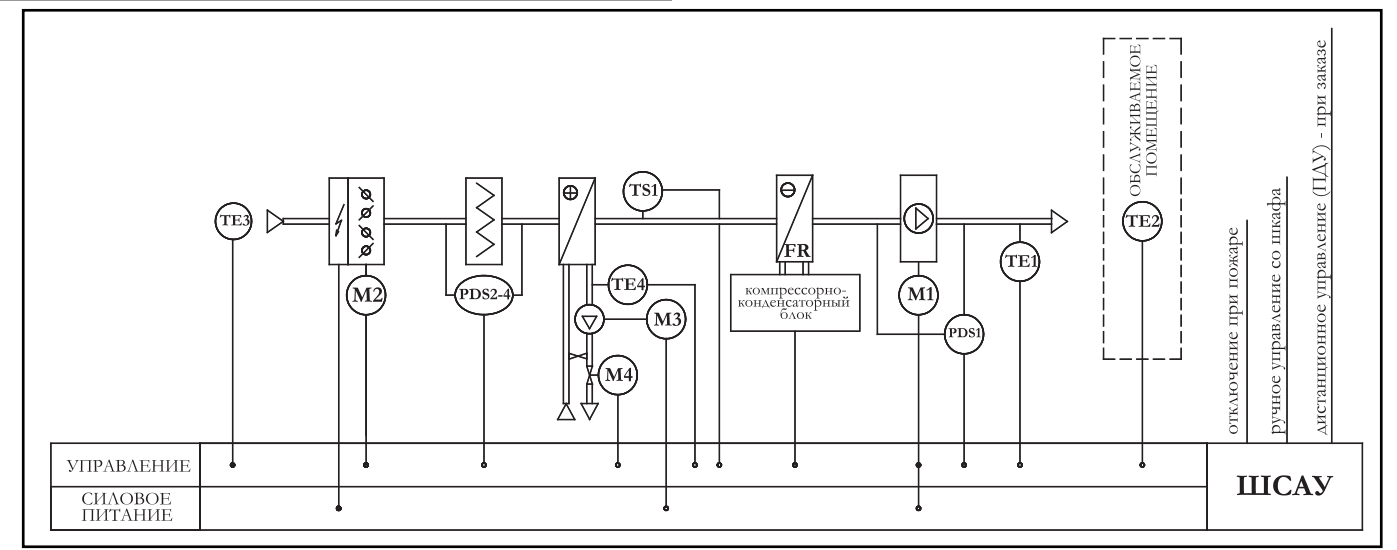 ОБСЛУЖИВАЕМОЕ
ПОМЕЩЕНИЕ
TE3
TS1
TE2
FR
TE1
M2
PDS2-4
TE4
M3
компрессорно-
конденсаторный
блок
M1
PDS1
M4
отключение при пожаре
ручное управление со шкафа
дистанционное управление (ПДУ) - при заказе
УПРАВЛЕНИЕ
СИЛОВОЕ
ПИТАНИЕ
ШСАУ